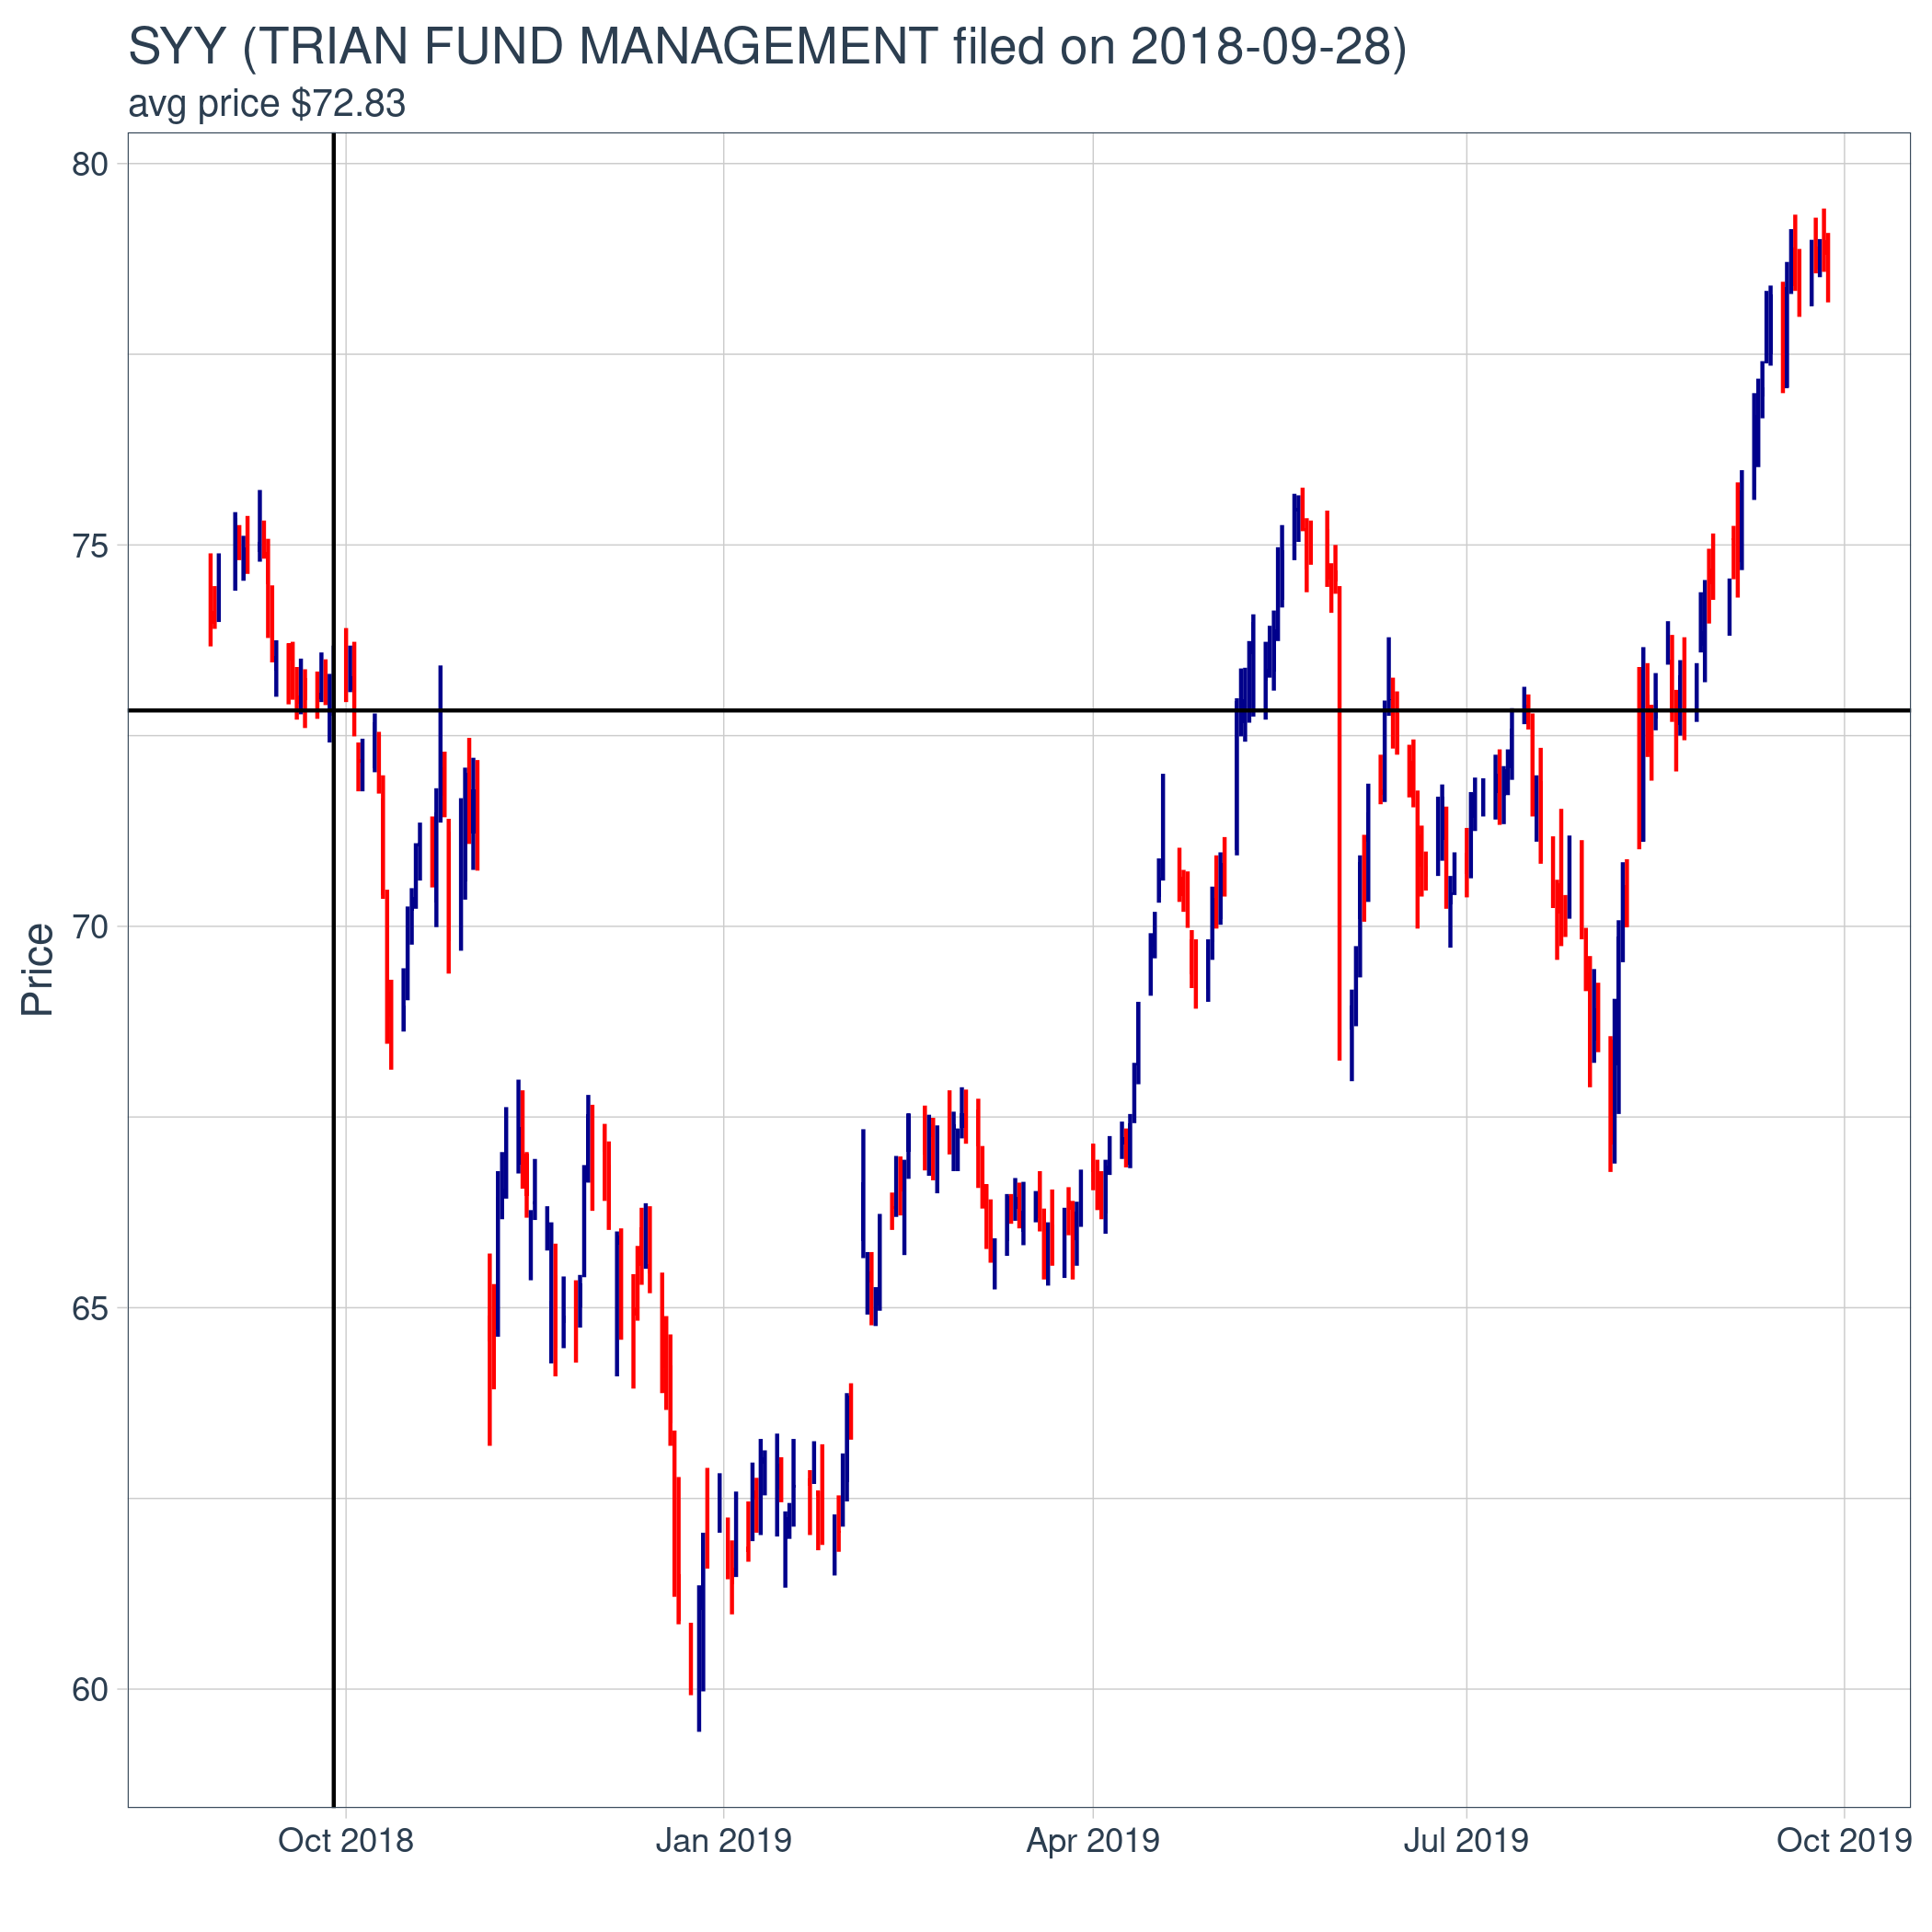 SYY (TRIAN FUND MANAGEMENT filed on 2018-09-28)
avg price $72.83
80
75
70
65
60
Price
Oct 2018
Jan 2019
Apr 2019
Jul 2019
Oct 2019